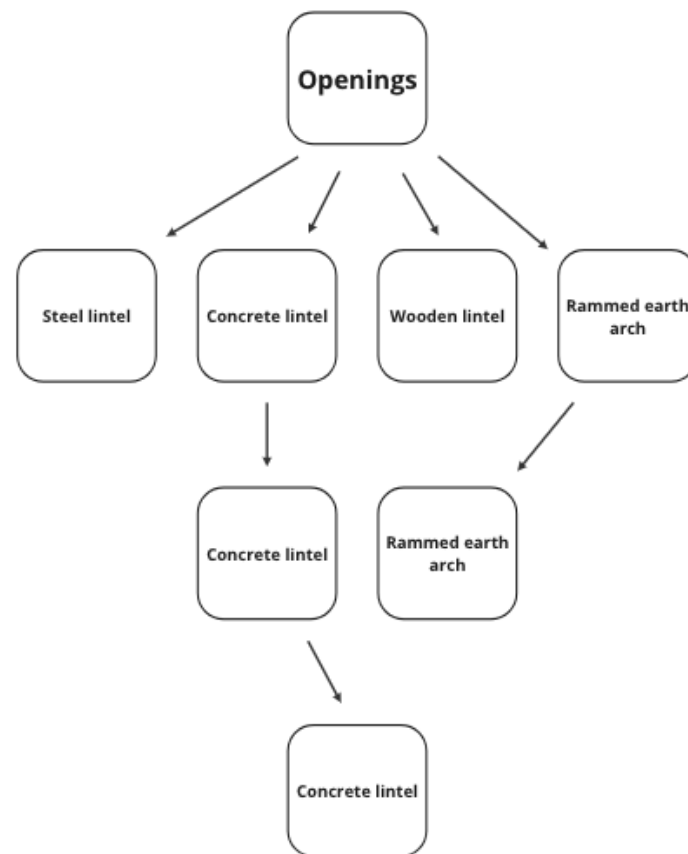 Openings
Steel lintel
Concrete lintel
Wooden lintel
Rammed earth
arch
Concrete lintel
Rammed earth
arch
Concrete lintel